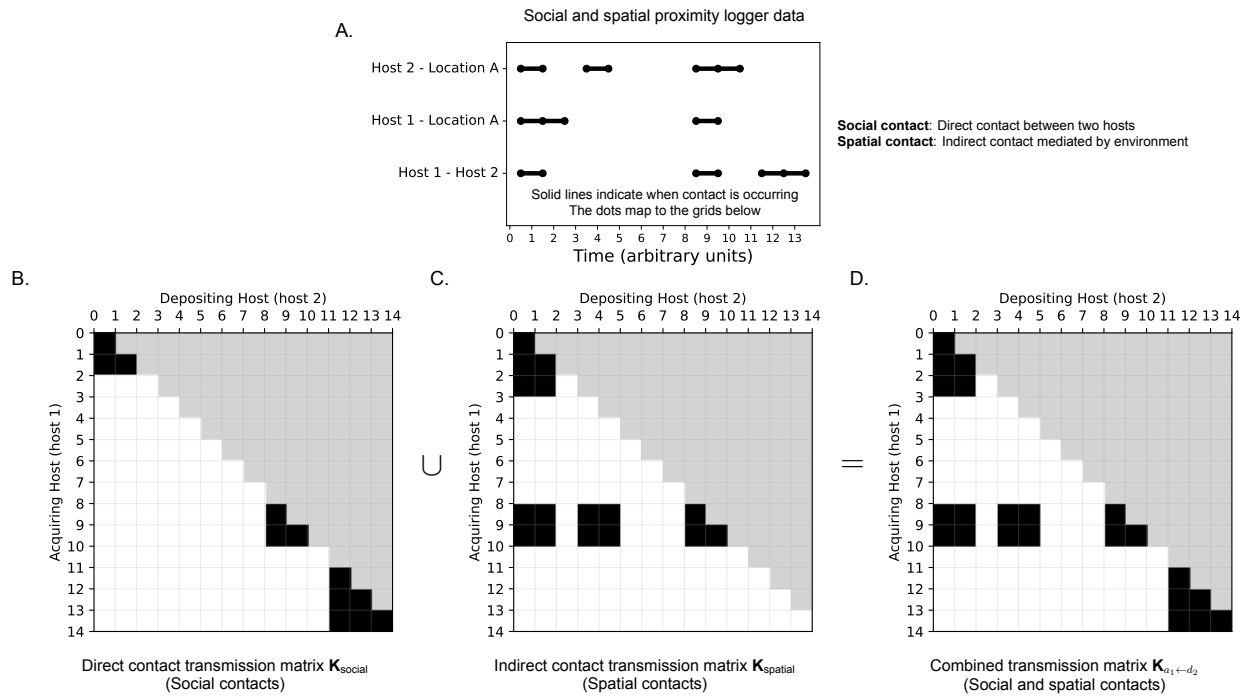 Social and spatial proximity logger data
A.
Host 2 - Location A
Host 1 - Location A
Host 1 - Host 2
Solid lines indicate when contact is occurring
The dots map to the grids below
0 1 2 3 4 5 6 7 8 9 10 11 12 13
Time (arbitrary units)
Social contact: Direct contact between two hosts
Spatial contact: Indirect contact mediated by environment
B.
Depositing Host (host 2)
0 1 2 3 4 5 6 7 8 9 10 11 12 13 14
Acquiring Host (host 1)
0
1
2
3
4
5
6
7
8
9
10
11
12
13
14
Direct contact transmission matrix K_social
(Social contacts)
∪
C.
Depositing Host (host 2)
0 1 2 3 4 5 6 7 8 9 10 11 12 13 14
Acquiring Host (host 1)
0
1
2
3
4
5
6
7
8
9
10
11
12
13
14
Indirect contact transmission matrix K_spatial
(Spatial contacts)
=
D.
Depositing Host (host 2)
0 1 2 3 4 5 6 7 8 9 10 11 12 13 14
Acquiring Host (host 1)
0
1
2
3
4
5
6
7
8
9
10
11
12
13
14
Combined transmission matrix K_{a_1←d_2}
(Social and spatial contacts)